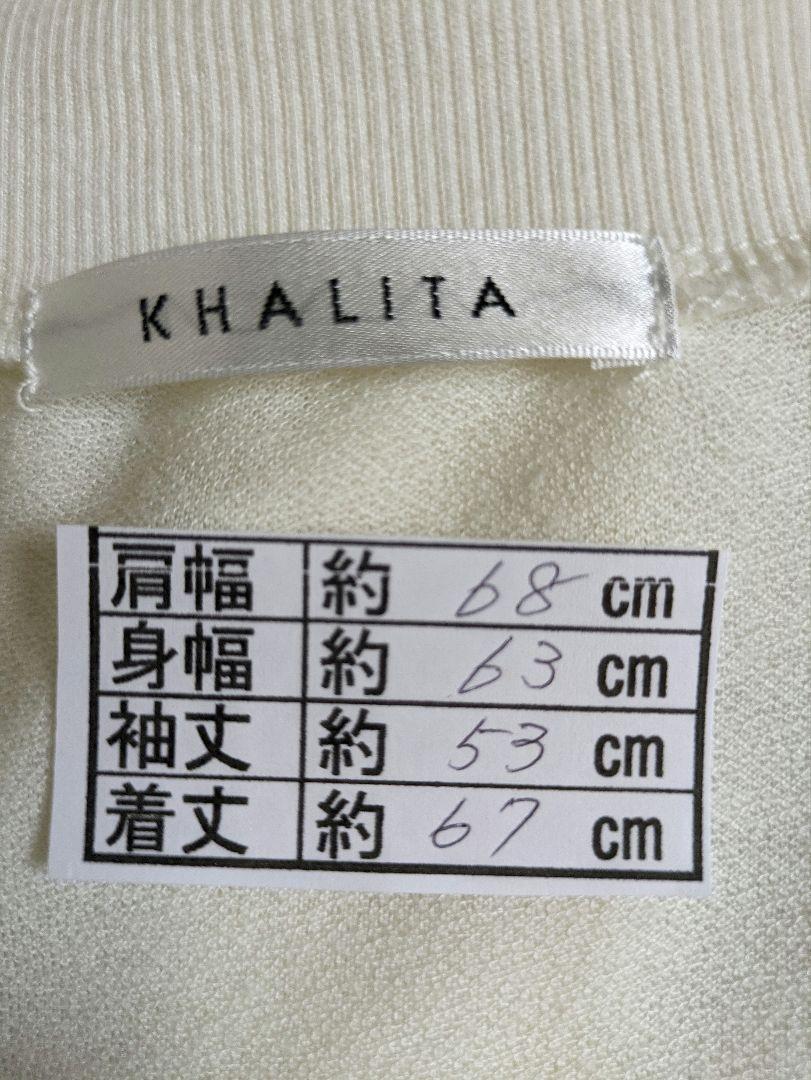 KHALITA
肩幅 約 68 cm
身幅 約 63 cm
袖丈 約 53 cm
着丈 約 67 cm